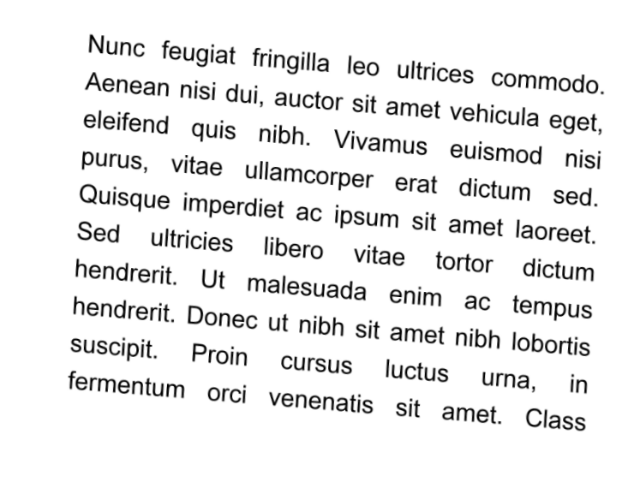 Nunc feugiat fringilla leo ultrices commodo.
Aenean nisi dui, auctor sit amet vehicula eget,
eleifend quis nibh. Vivamus euismod nisi
purus, vitae ullamcorper erat dictum sed.
Quisque imperdiet ac ipsum sit amet laoreet.
Sed ultricies libero vitae tortor dictum
hendrerit. Ut malesuada enim ac tempus
hendrerit. Donec ut nibh sit amet nibh lobortis
suscipit. Proin cursus luctus urna, in
fermentum orci venenatis sit amet. Class